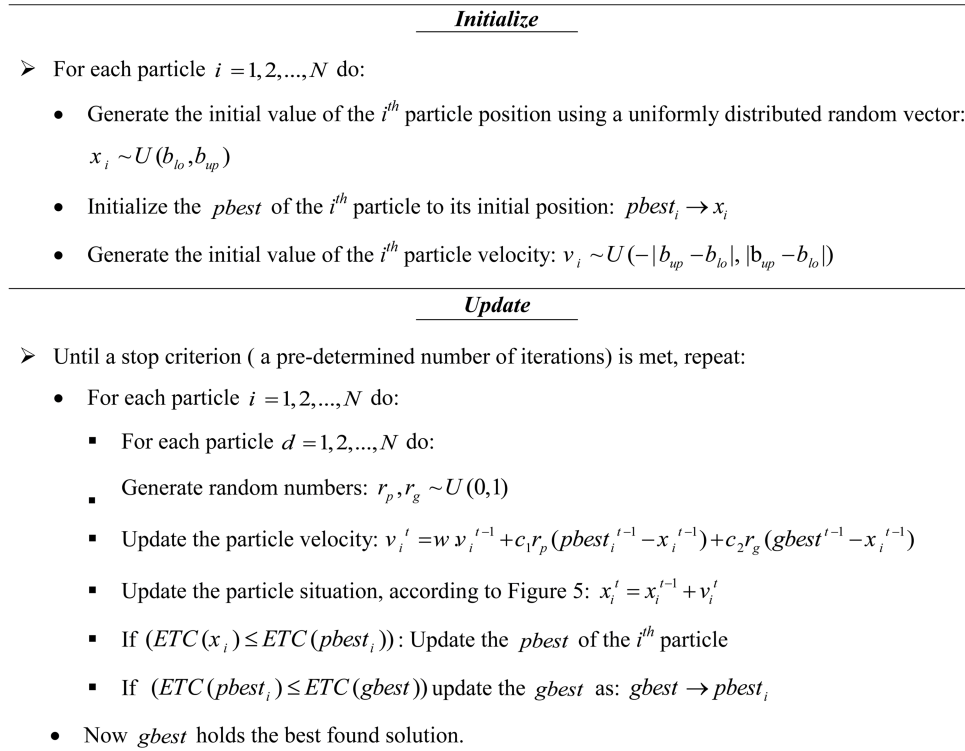 Initialize
➢ For each particle i = 1, 2, ..., N do:
• Generate the initial value of the i^th particle position using a uniformly distributed random vector:
x_i ~ U(b_lo, b_up)
• Initialize the pbest of the i^th particle to its initial position: pbest_i → x_i
• Generate the initial value of the i^th particle velocity: v_i ~ U(−|b_up − b_lo|, |b_up − b_lo|)
Update
➢ Until a stop criterion ( a pre-determined number of iterations) is met, repeat:
• For each particle i = 1, 2, ..., N do:
▪ For each particle d = 1, 2, ..., N do:
▪ Generate random numbers: r_p, r_g ~ U(0,1)
▪ Update the particle velocity: v_i^t = w.v_i^t−1 + c_1r_p(pbest_i^t−1 − x_i^t−1) + c_2r_g(gbest^t−1 − x_i^t−1)
▪ Update the particle situation, according to Figure 5: x_i^t = x_i^t−1 + v_i^t
▪ If (ETC(x_i) ≤ ETC(pbest_i)): Update the pbest of the i^th particle
▪ If (ETC(pbest_i) ≤ ETC(gbest)) update the gbest as: gbest → pbest_i
• Now gbest holds the best found solution.